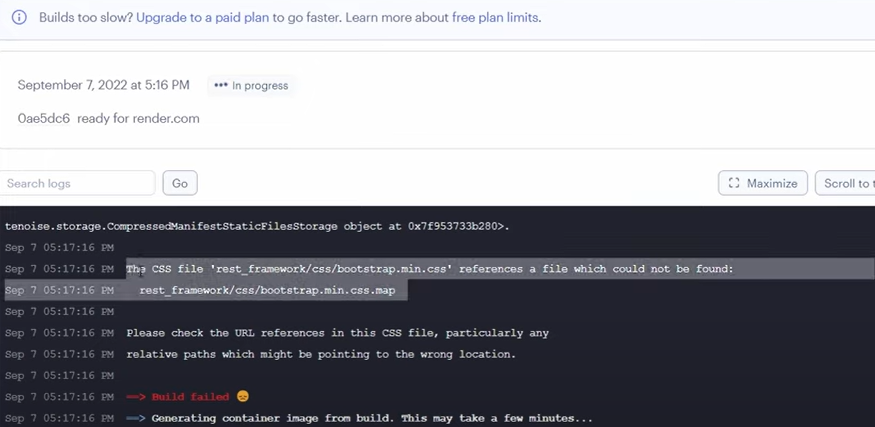 Builds too slow? Upgrade to a paid plan to go faster. Learn more about free plan limits.
September 7, 2022 at 5:16 PM ••• In progress
0ae5dc6 ready for render.com
Search logs Go Maximize Scroll to t
tenoise.storage.CompressedManifestStaticFilesStorage object at 0x7f953733b280>.
Sep 7 05:17:16 PM
Sep 7 05:17:16 PM The CSS file 'rest_framework/css/bootstrap.min.css' references a file which could not be found:
Sep 7 05:17:16 PM rest_framework/css/bootstrap.min.css.map
Sep 7 05:17:16 PM
Sep 7 05:17:16 PM Please check the URL references in this CSS file, particularly any
Sep 7 05:17:16 PM relative paths which might be pointing to the wrong location.
Sep 7 05:17:16 PM
Sep 7 05:17:16 PM ==> Build failed 😞
Sep 7 05:17:16 PM ==> Generating container image from build. This may take a few minutes...